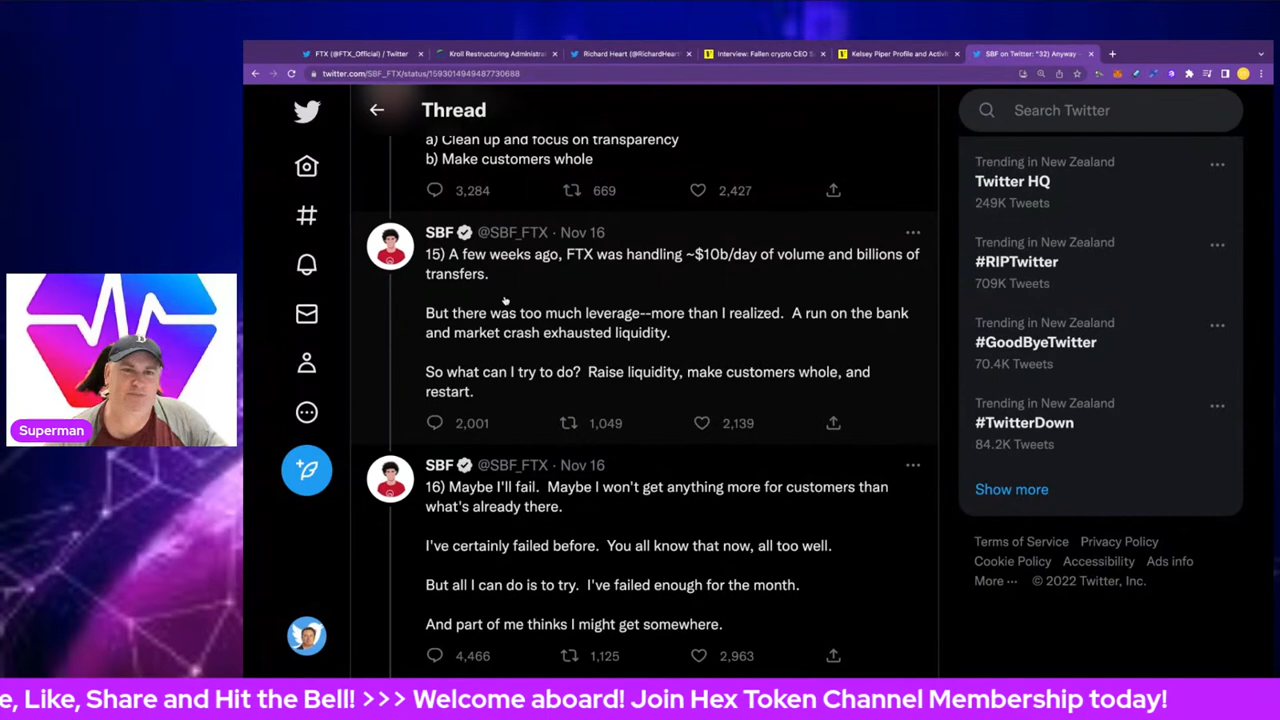 FTX (@FTX_Official) / Twitter
Kroll Restructuring Administra
Richard Heart (@RichardHear
Interview: Fallen crypto CEO S
Kelsey Piper Profile and Activi
SBF on Twitter: "32) Anyway
twitter.com/SBF_FTX/status/1593014949487730688
Thread
Search Twitter
a) Clean up and focus on transparency
b) Make customers whole
3,284
669
2,427
SBF @SBF_FTX · Nov 16
15) A few weeks ago, FTX was handling ~$10b/day of volume and billions of
transfers.
But there was too much leverage--more than I realized. A run on the bank
and market crash exhausted liquidity.
So what can I try to do? Raise liquidity, make customers whole, and
restart.
2,001
1,049
2,139
SBF @SBF_FTX · Nov 16
16) Maybe I'll fail. Maybe I won't get anything more for customers than
what's already there.
I've certainly failed before. You all know that now, all too well.
But all I can do is to try. I've failed enough for the month.
And part of me thinks I might get somewhere.
4,466
1,125
2,963
Trending in New Zealand
Twitter HQ
249K Tweets
Trending in New Zealand
#RIPTwitter
709K Tweets
Trending in New Zealand
#GoodByeTwitter
70.4K Tweets
Trending in New Zealand
#TwitterDown
84.2K Tweets
Show more
Terms of Service Privacy Policy
Cookie Policy Accessibility Ads info
More ··· © 2022 Twitter, Inc.
Superman
e, Like, Share and Hit the Bell! >>> Welcome aboard! Join Hex Token Channel Membership today!